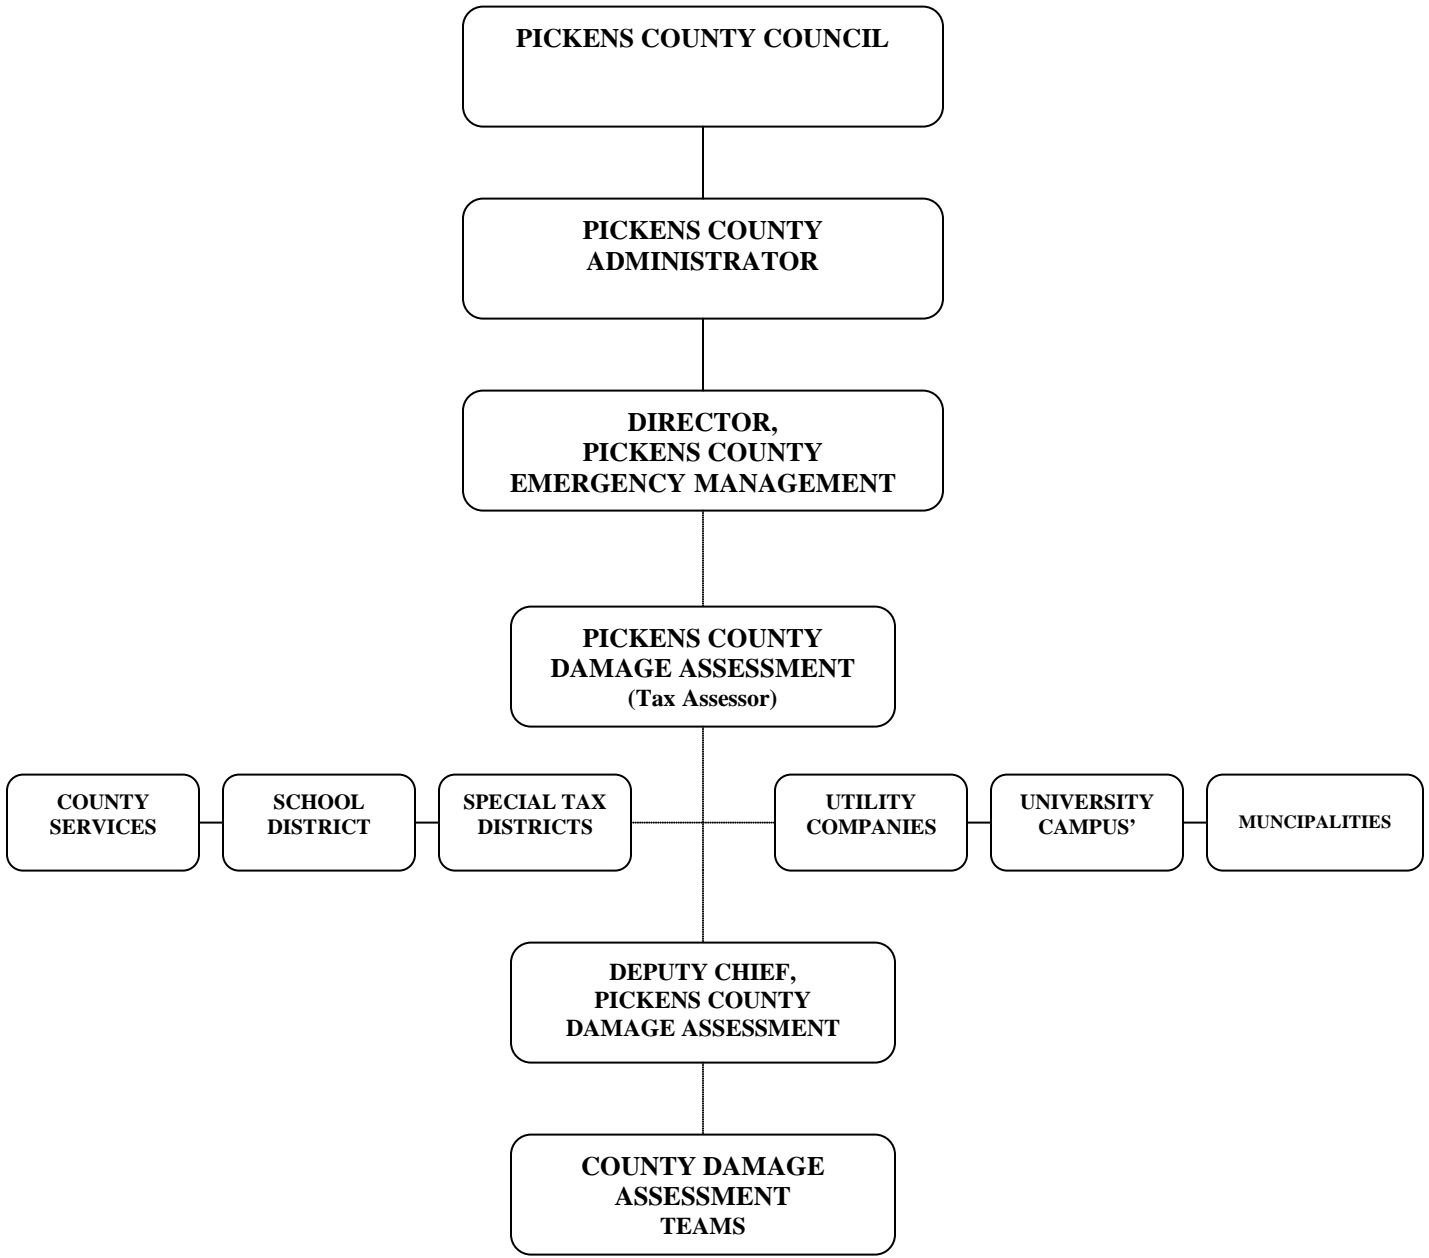 PICKENS COUNTY COUNCIL
PICKENS COUNTY
ADMINISTRATOR
DIRECTOR,
PICKENS COUNTY
EMERGENCY MANAGEMENT
PICKENS COUNTY
DAMAGE ASSESSMENT
(Tax Assessor)
COUNTY
SERVICES
SCHOOL
DISTRICT
SPECIAL TAX
DISTRICTS
UTILITY
COMPANIES
UNIVERSITY
CAMPUS’
MUNCIPALITIES
DEPUTY CHIEF,
PICKENS COUNTY
DAMAGE ASSESSMENT
COUNTY DAMAGE
ASSESSMENT
TEAMS